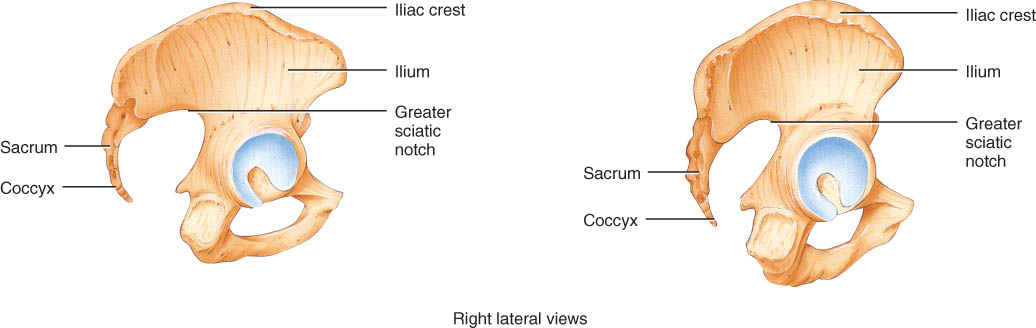 Iliac crest
Ilium
Greater
sciatic
notch
Sacrum
Coccyx
Iliac crest
Ilium
Greater
sciatic
notch
Sacrum
Coccyx
Right lateral views